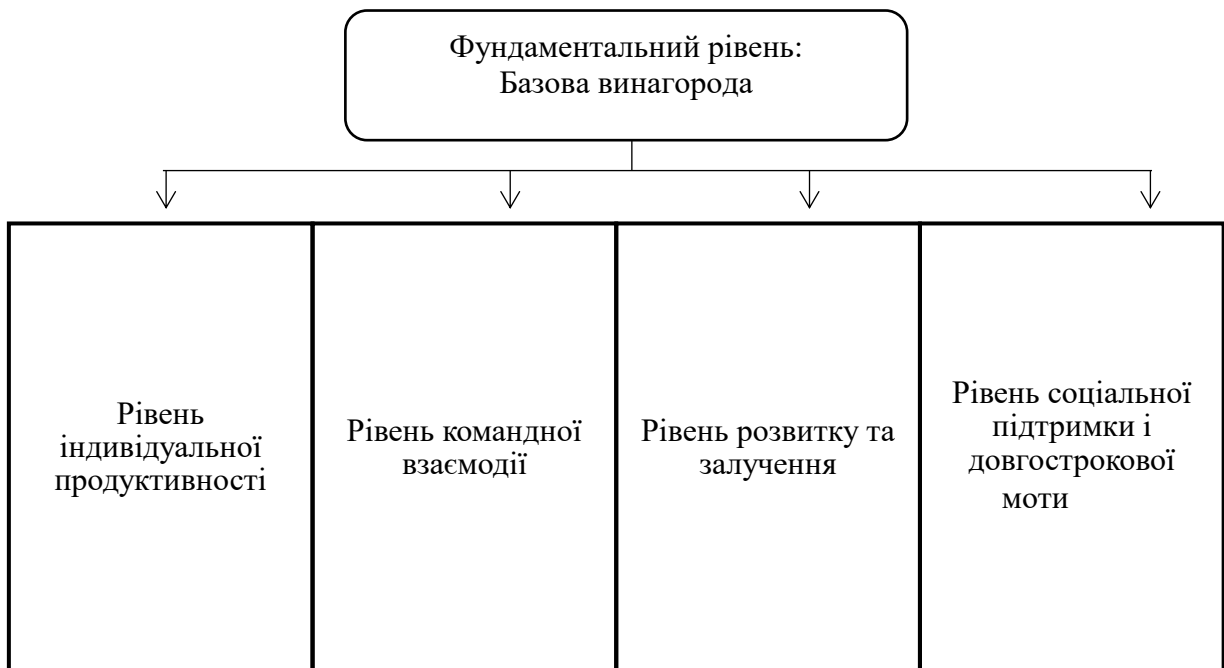 Фундаментальний рівень:
Базова винагорода
Рівень
індивідуальної
продуктивності
Рівень командної
взаємодії
Рівень розвитку та
залучення
Рівень соціальної
підтримки і
довгострокової
моти